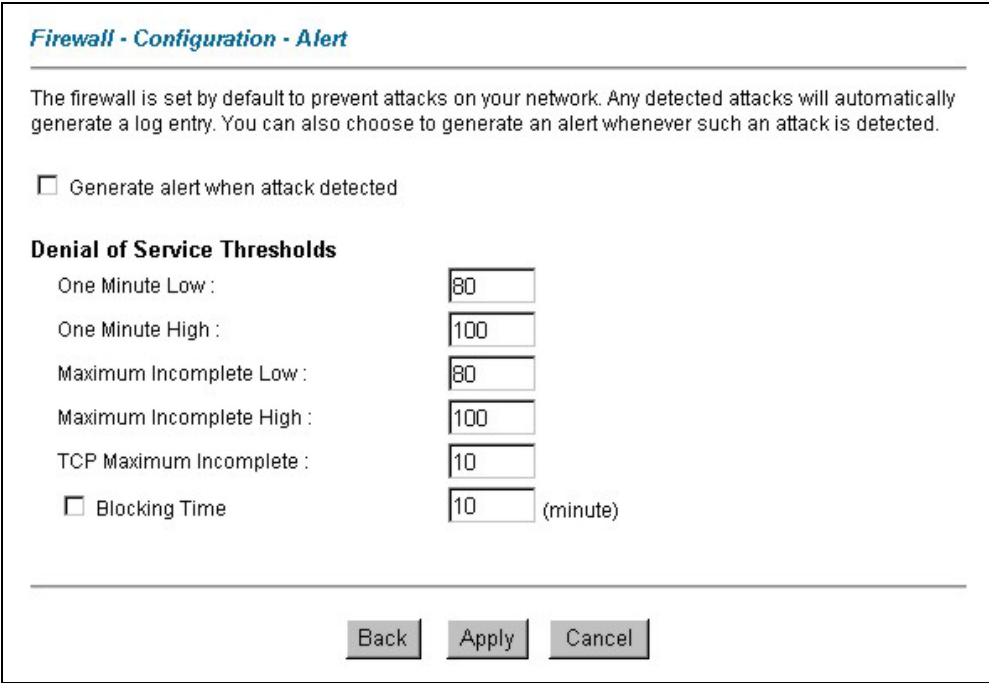 Firewall - Configuration - Alert
The firewall is set by default to prevent attacks on your network. Any detected attacks will automatically
generate a log entry. You can also choose to generate an alert whenever such an attack is detected.
Generate alert when attack detected
Denial of Service Thresholds
One Minute Low : 80
One Minute High : 100
Maximum Incomplete Low : 80
Maximum Incomplete High : 100
TCP Maximum Incomplete : 10
Blocking Time 10 (minute)
Back Apply Cancel